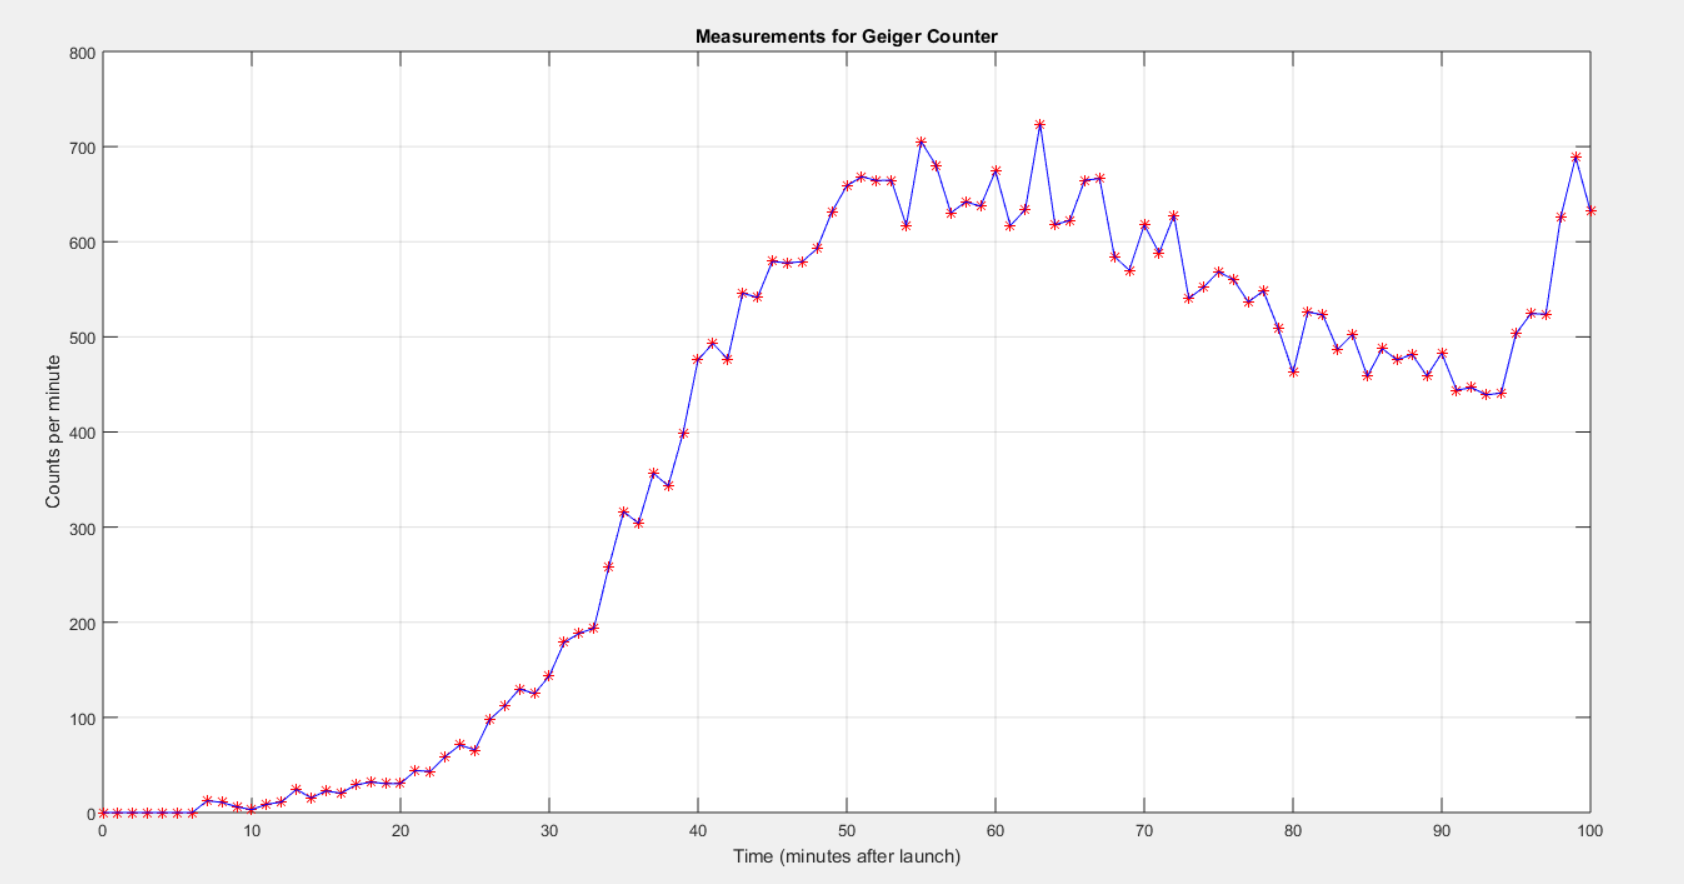 Measurements for Geiger Counter
800
700
600
500
400
300
200
100
0
Counts per minute
0 10 20 30 40 50 60 70 80 90 100
Time (minutes after launch)